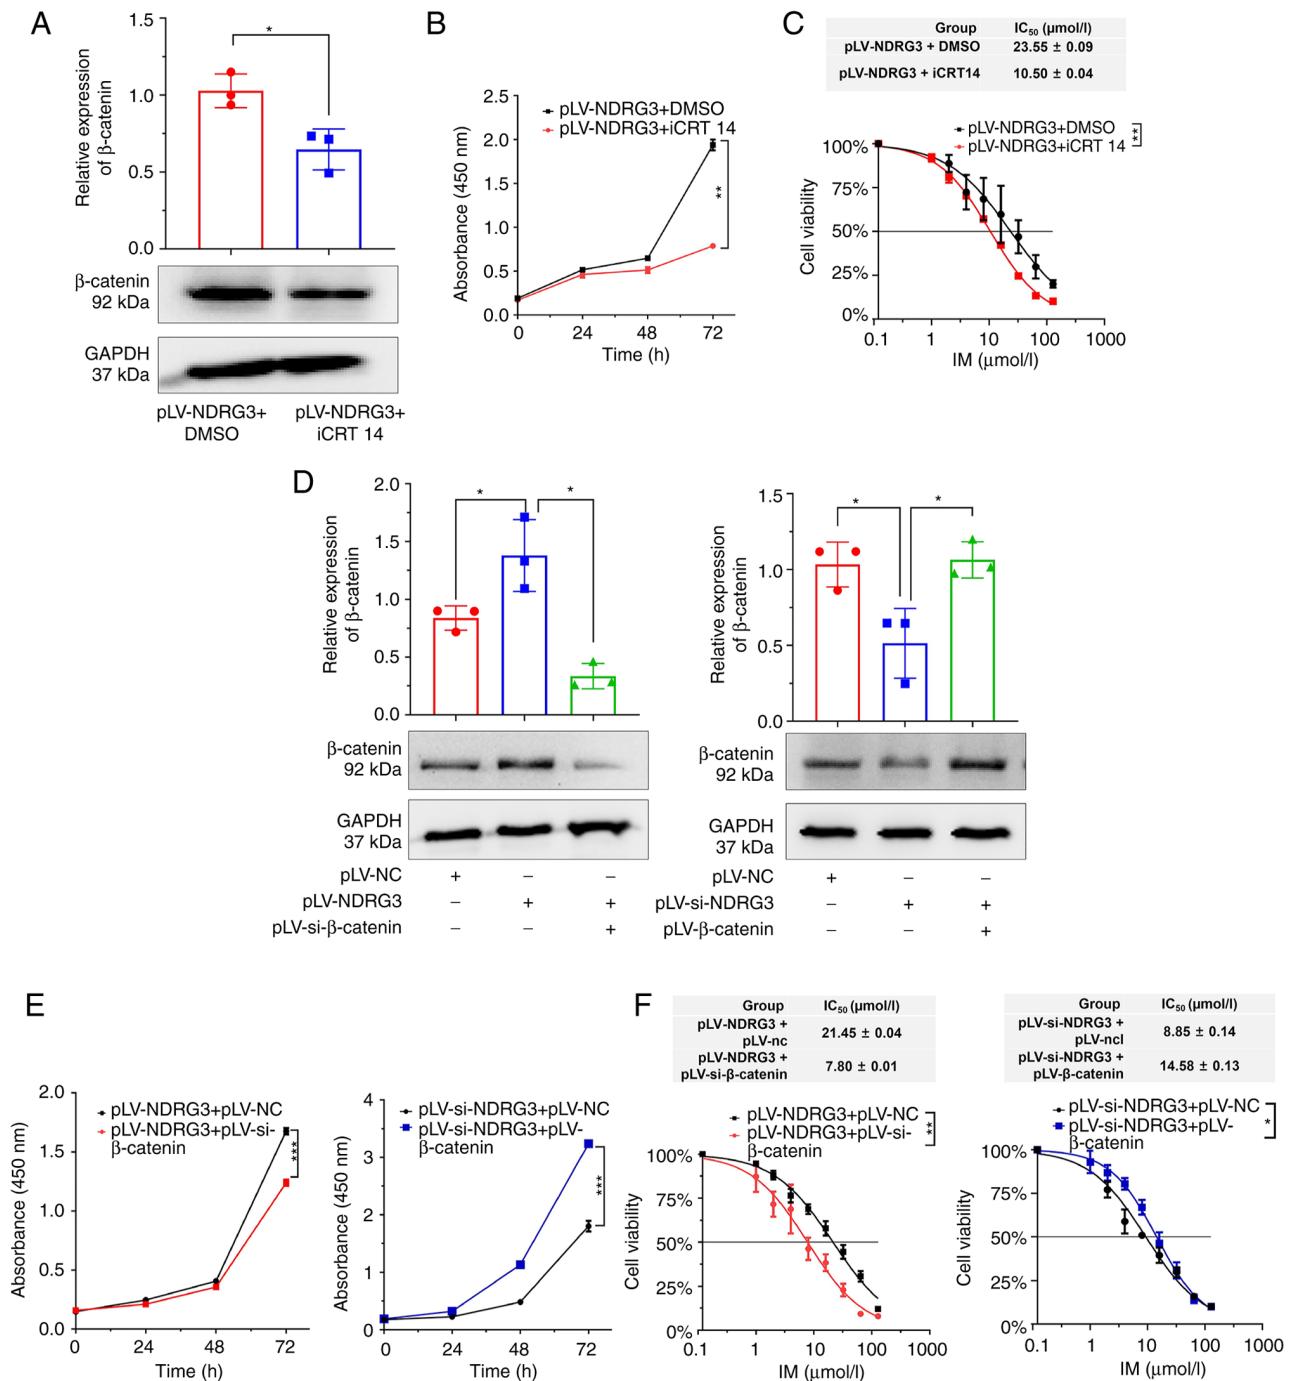 A
1.5
1.0
0.5
0.0
Relative expression
of β-catenin
*
β-catenin
92 kDa
GAPDH
37 kDa
pLV-NDRG3+
DMSO
pLV-NDRG3+
iCRT 14
B
2.5
2.0
1.5
1.0
0.5
0.0
Absorbance (450 nm)
pLV-NDRG3+DMSO
pLV-NDRG3+iCRT 14
**
0 24 48 72
Time (h)
C
Group IC50 (μmol/l)
pLV-NDRG3 + DMSO 23.55 ± 0.09
pLV-NDRG3 + iCRT14 10.50 ± 0.04
pLV-NDRG3+DMSO
pLV-NDRG3+iCRT 14
**
100%
75%
50%
25%
0%
Cell viability
0.1 1 10 100 1000
IM (μmol/l)
D
2.0
1.5
1.0
0.5
0.0
Relative expression
of β-catenin
* *
β-catenin
92 kDa
GAPDH
37 kDa
pLV-NC + − −
pLV-NDRG3 − + +
pLV-si-β-catenin − − +
1.5
1.0
0.5
0.0
Relative expression
of β-catenin
* *
β-catenin
92 kDa
GAPDH
37 kDa
pLV-NC + − −
pLV-si-NDRG3 − + +
pLV-β-catenin − − +
E
2.0
1.5
1.0
0.5
0.0
Absorbance (450 nm)
pLV-NDRG3+pLV-NC
pLV-NDRG3+pLV-si-
β-catenin
***
0 24 48 72
Time (h)
4
3
2
1
0
Absorbance (450 nm)
pLV-si-NDRG3+pLV-NC
pLV-si-NDRG3+pLV-
β-catenin
***
0 24 48 72
Time (h)
F
Group IC50 (μmol/l)
pLV-NDRG3 +
pLV-nc 21.45 ± 0.04
pLV-NDRG3 +
pLV-si-β-catenin 7.80 ± 0.01
pLV-NDRG3+pLV-NC
pLV-NDRG3+pLV-si-
β-catenin
**
100%
75%
50%
25%
0%
Cell viability
0.1 1 10 100 1000
IM (μmol/l)
Group IC50 (μmol/l)
pLV-si-NDRG3 +
pLV-ncl 8.85 ± 0.14
pLV-si-NDRG3 +
pLV-β-catenin 14.58 ± 0.13
pLV-si-NDRG3+pLV-NC
pLV-si-NDRG3+pLV-
β-catenin
*
100%
75%
50%
25%
0%
Cell viability
0.1 1 10 100 1000
IM (μmol/l)